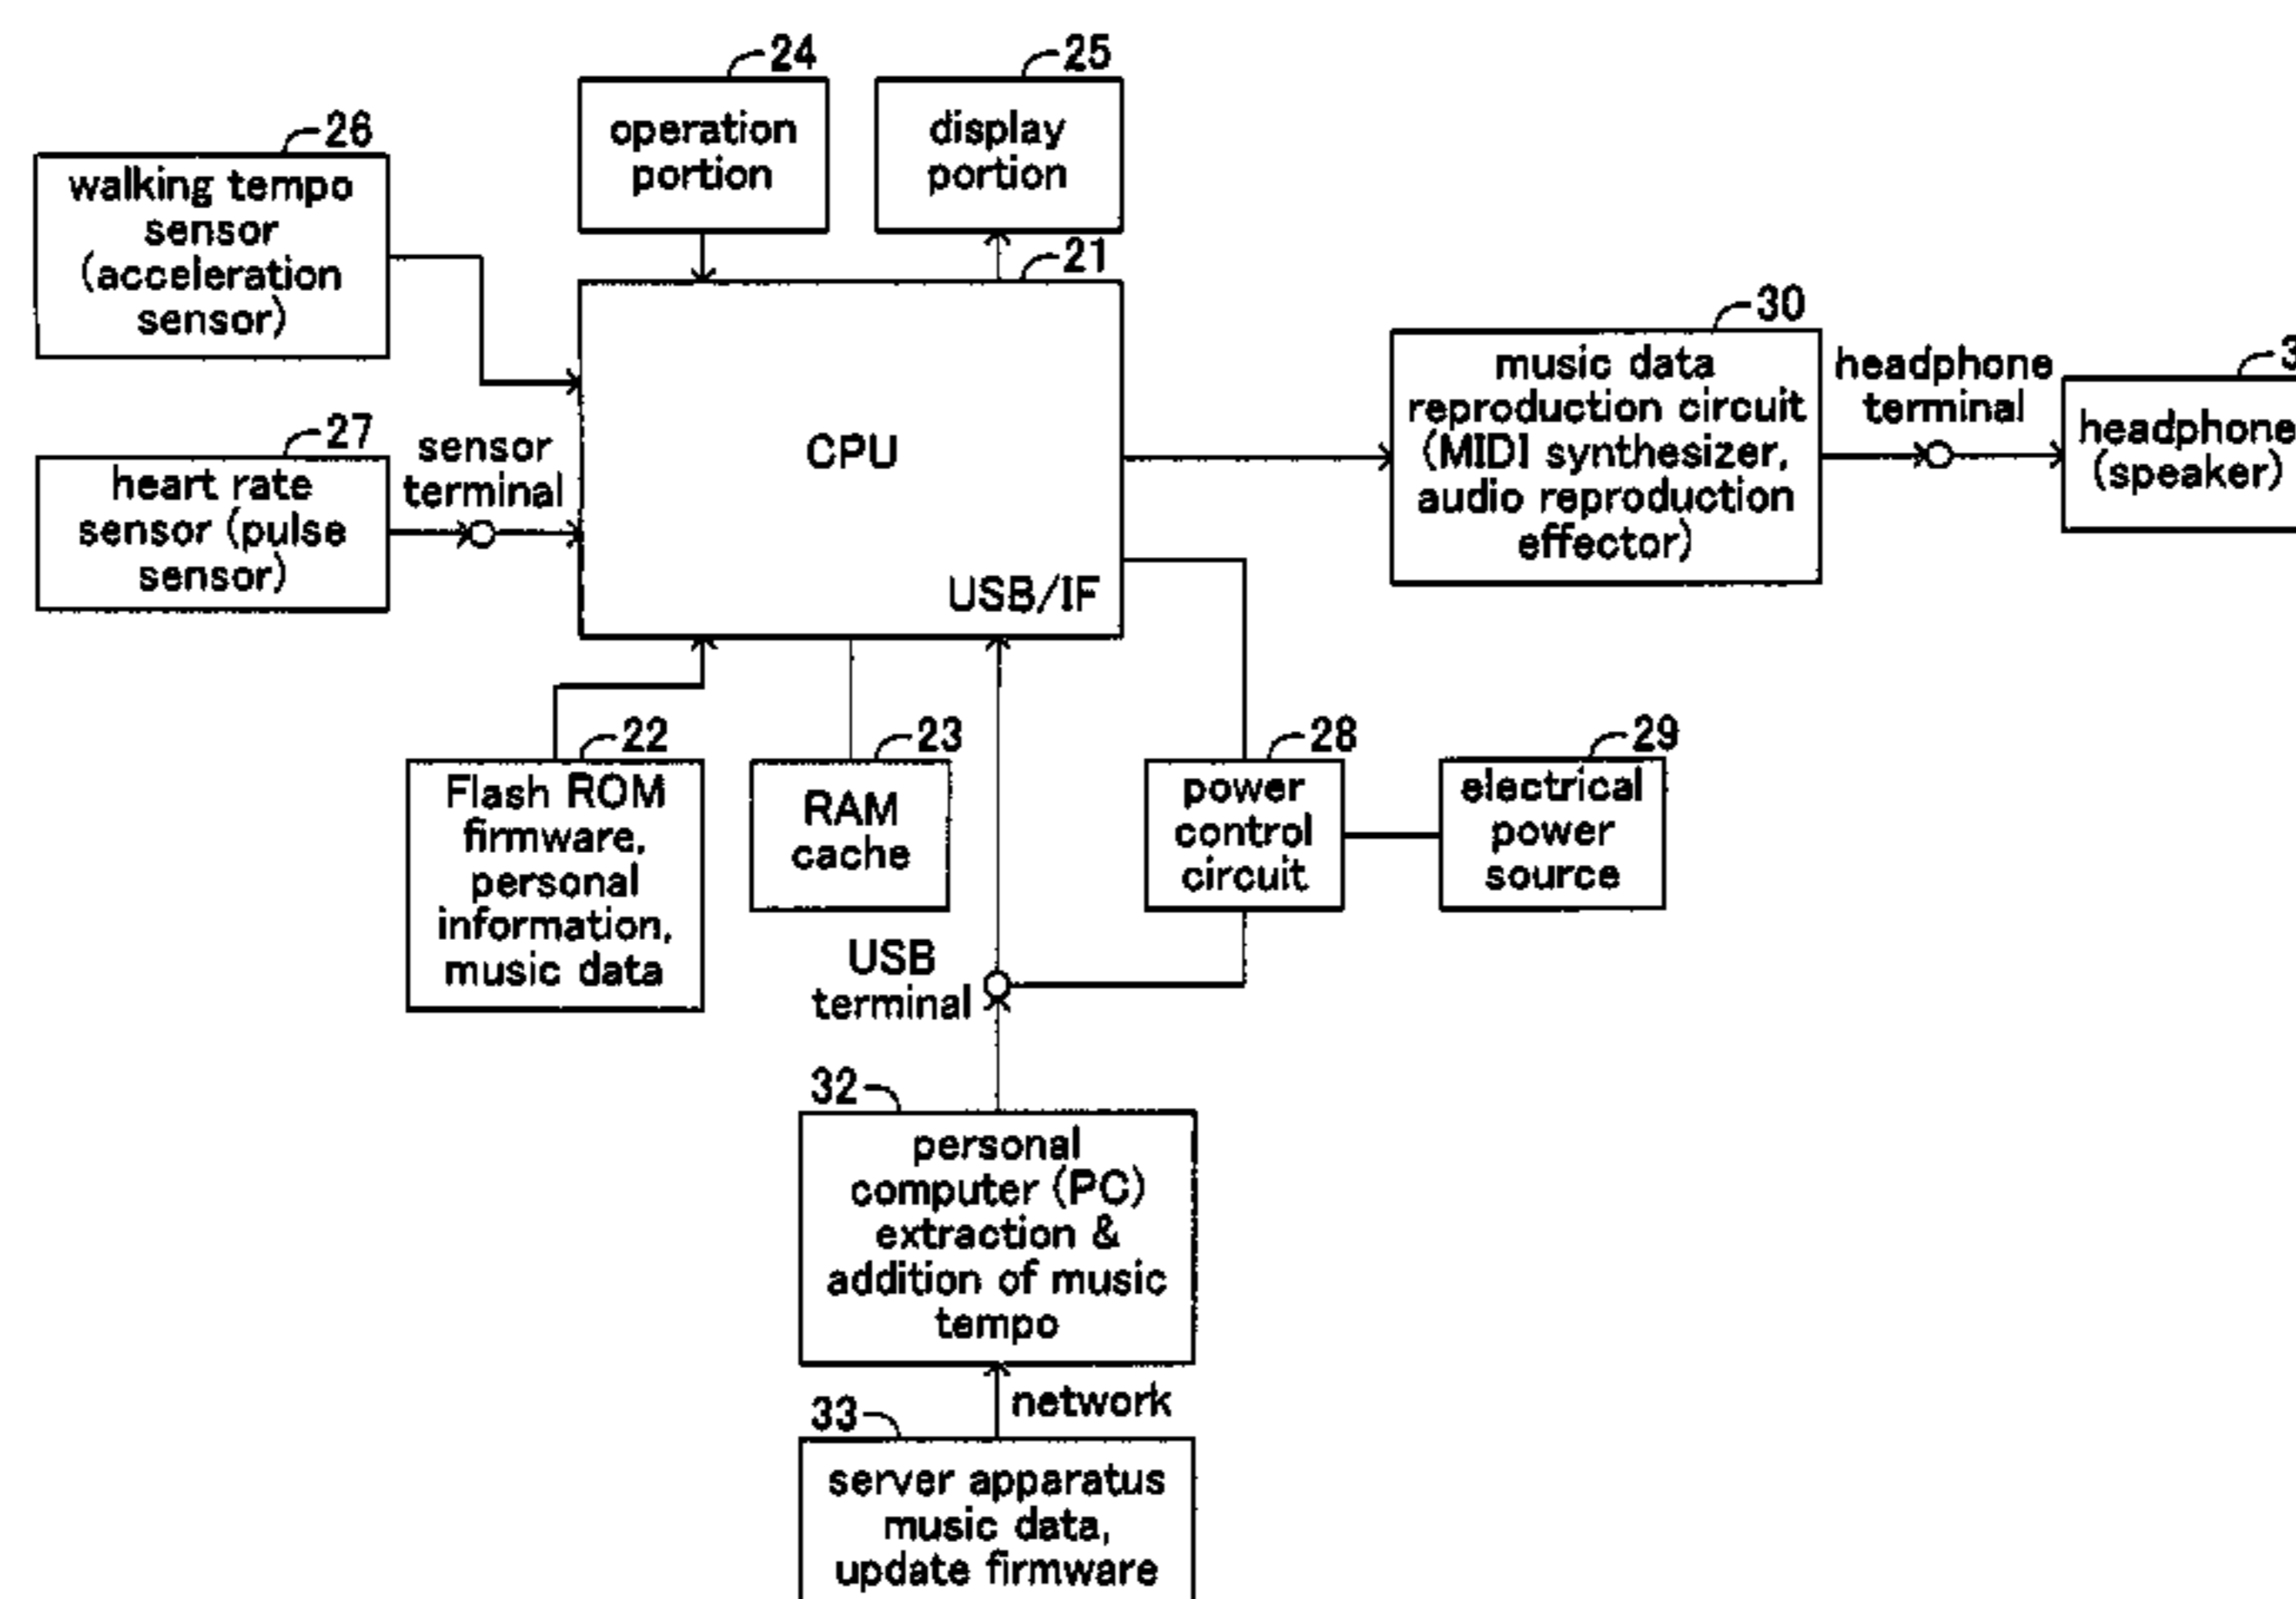 24
operation
portion
25
display
portion
26
walking tempo
sensor
(acceleration
sensor)
21
CPU
USB/IF
27
heart rate
sensor (pulse
sensor)
sensor
terminal
30
music data
reproduction circuit
(MIDI synthesizer,
audio reproduction
effector)
headphone
terminal
headphone
(speaker)
22
Flash ROM
firmware,
personal
information,
music data
23
RAM
cache
28
power
control
circuit
29
electrical
power
source
USB
terminal
32
personal
computer (PC)
extraction &
addition of music
tempo
network
33
server apparatus
music data,
update firmware